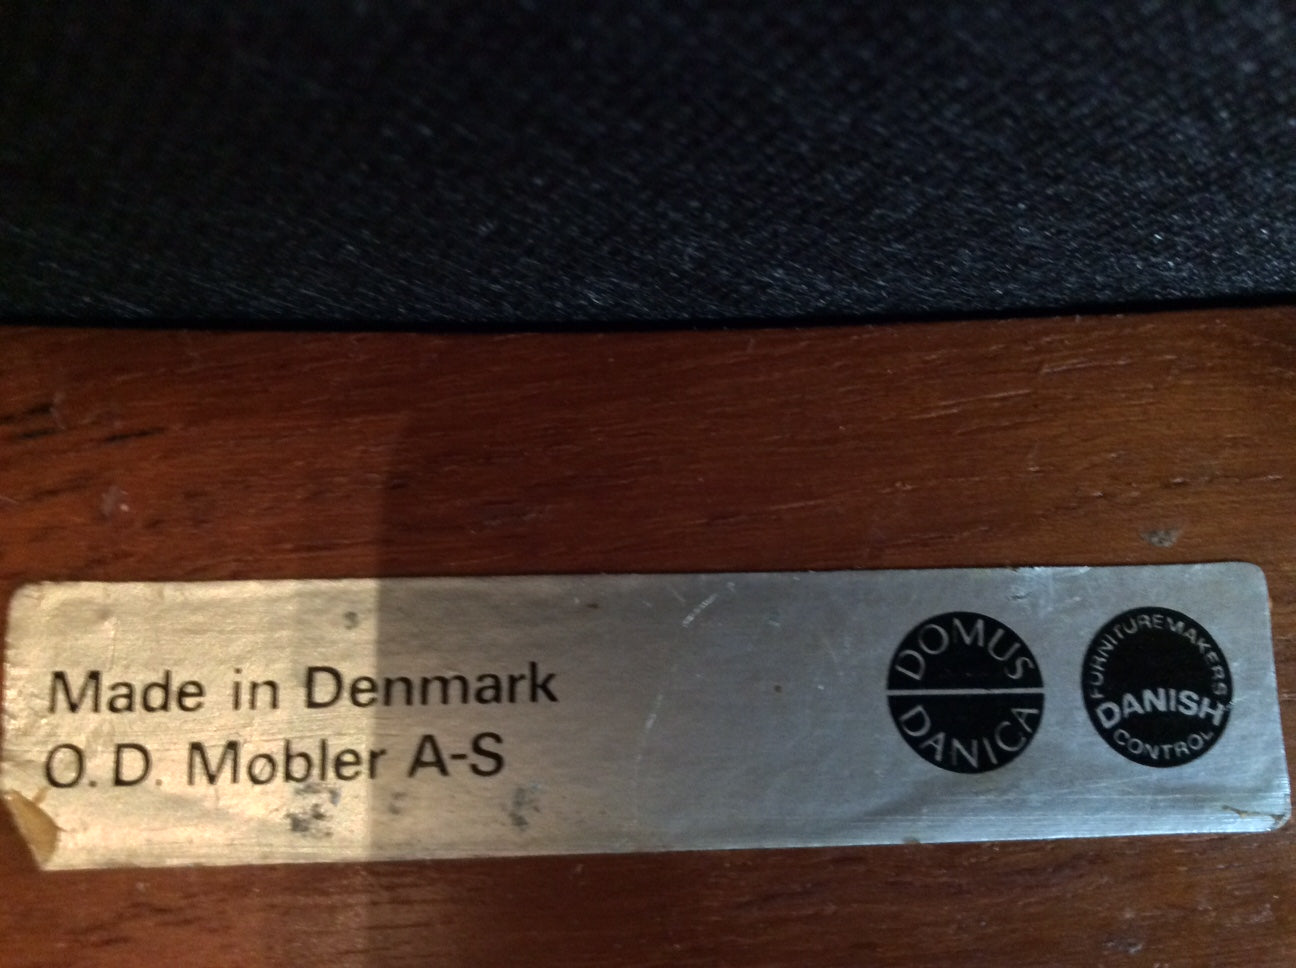 Made in Denmark
O. D. Møbler A-S
DOMUS
DANICA
FURNITUREMAKERS
DANISH
CONTROL